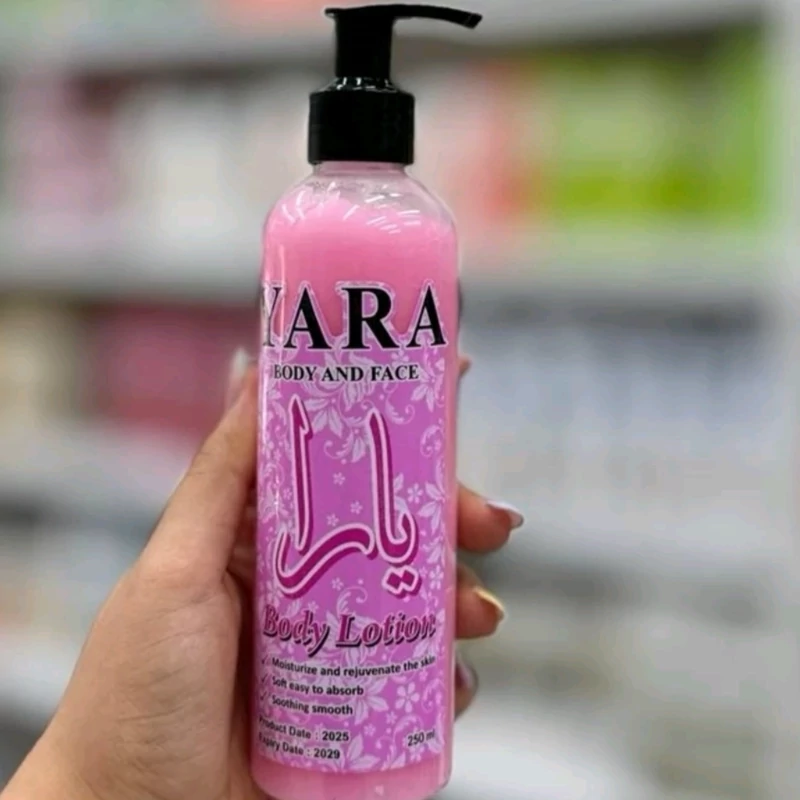 YARA
BODY AND FACE
يارا
Body Lotion
Moisturize and rejuvenate the skin
Soft easy to absorb
Soothing smooth
Product Date : 2025
Expiry Date : 2029
250 ml